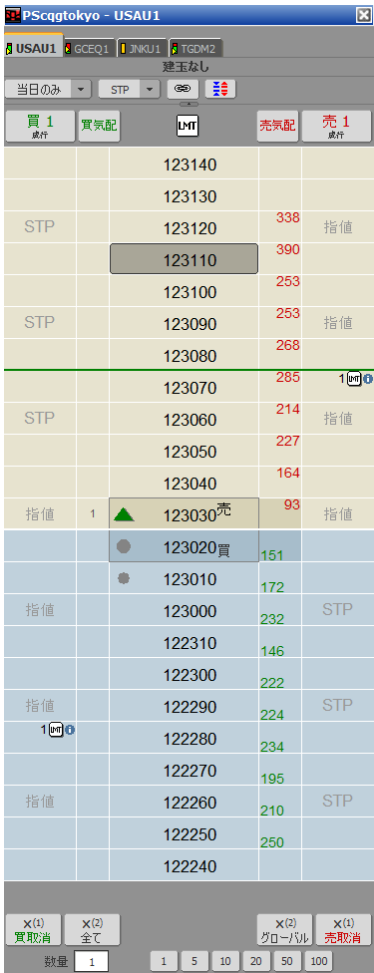 PScqgtokyo - USAU1
USAU1 GCEQ1 JNKU1 TGDM2
建玉なし
当日のみ STP
買 1 成行 買気配 LMT 売気配 売 1 成行
123140
123130
STP 123120 338 指値
123110 390
123100 253
STP 123090 253 指値
123080 268
123070 285 1 LMT
STP 123060 214 指値
123050 227
123040 164
指値 1 123030 売 93 指値
123020 買 151
123010 172
指値 123000 232 STP
122310 146
122300 222
指値 122290 224 STP
1 LMT 122280 234
122270 195
指値 122260 210 STP
122250 250
122240
X(1) X(2) X(2) X(1)
買取消 全て グローバル 売取消
数量 1 1 5 10 20 50 100